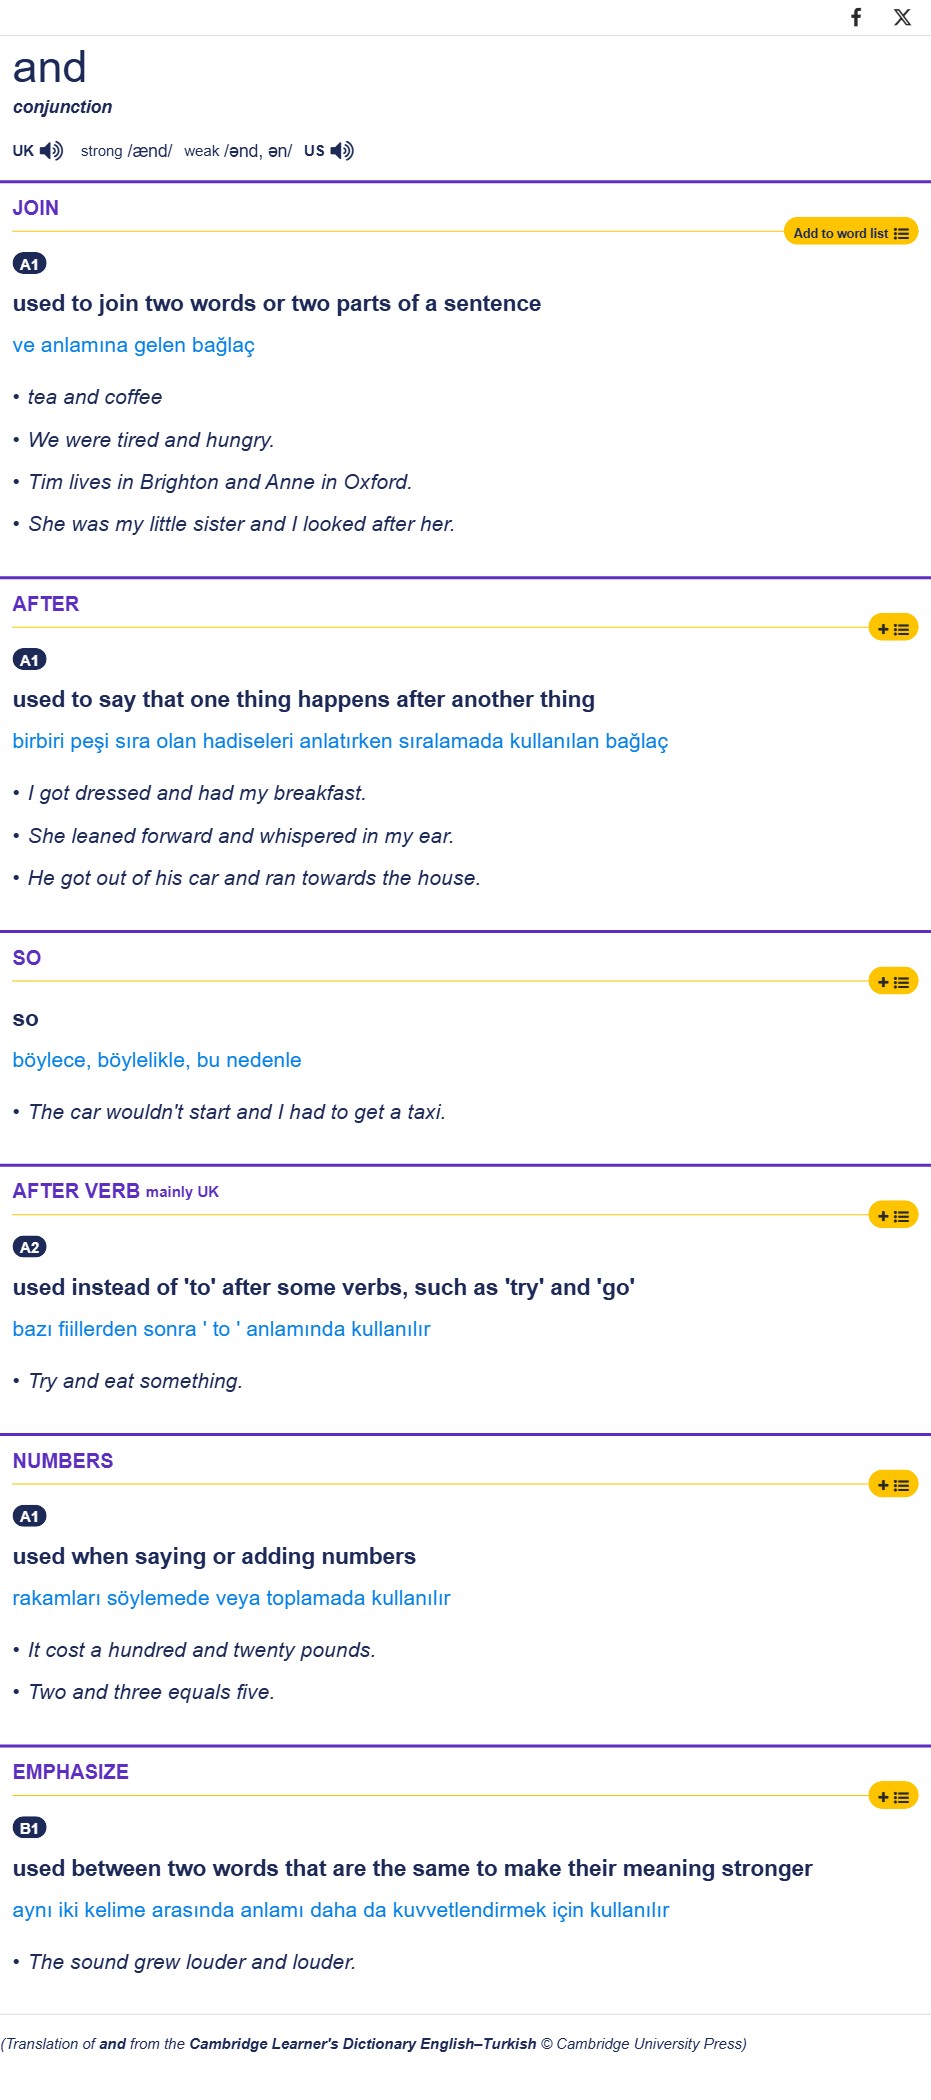 and
conjunction
UK strong /ænd/ weak /ənd, ən/ US
JOIN
Add to word list
A1
used to join two words or two parts of a sentence
ve anlamına gelen bağlaç
• tea and coffee
• We were tired and hungry.
• Tim lives in Brighton and Anne in Oxford.
• She was my little sister and I looked after her.
AFTER
+
A1
used to say that one thing happens after another thing
birbiri peşi sıra olan hadiseleri anlatırken sıralamada kullanılan bağlaç
• I got dressed and had my breakfast.
• She leaned forward and whispered in my ear.
• He got out of his car and ran towards the house.
SO
+
so
böylece, böylelikle, bu nedenle
• The car wouldn't start and I had to get a taxi.
AFTER VERB mainly UK
+
A2
used instead of 'to' after some verbs, such as 'try' and 'go'
bazı fiillerden sonra ' to ' anlamında kullanılır
• Try and eat something.
NUMBERS
+
A1
used when saying or adding numbers
rakamları söylemede veya toplamada kullanılır
• It cost a hundred and twenty pounds.
• Two and three equals five.
EMPHASIZE
+
B1
used between two words that are the same to make their meaning stronger
aynı iki kelime arasında anlamı daha da kuvvetlendirmek için kullanılır
• The sound grew louder and louder.
(Translation of and from the Cambridge Learner's Dictionary English–Turkish © Cambridge University Press)